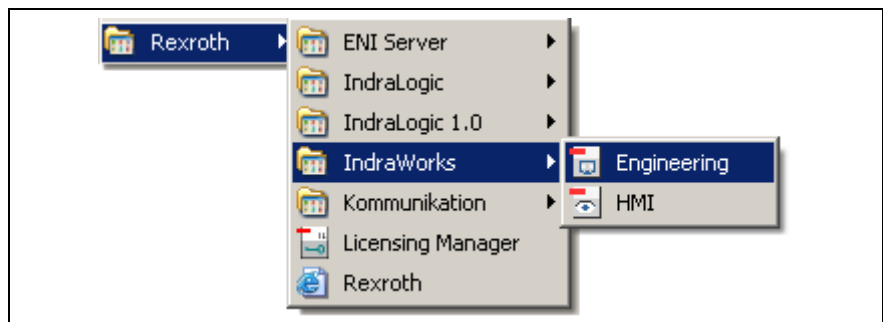 Rexroth
ENI Server
IndraLogic
IndraLogic 1.0
IndraWorks
Kommunikation
Licensing Manager
Rexroth
Engineering
HMI